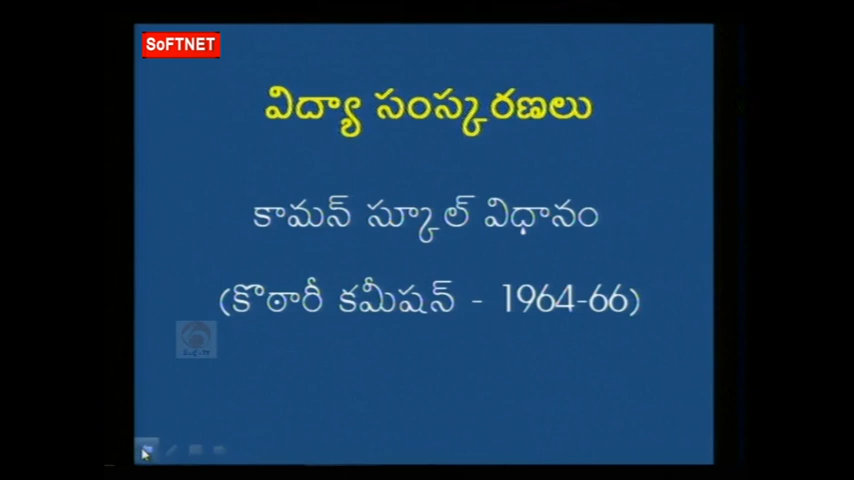 SoFTNET
విద్యా సంస్కరణలు
కామన్ స్కూల్ విధానం
(కొఠారీ కమీషన్ - 1964-66)